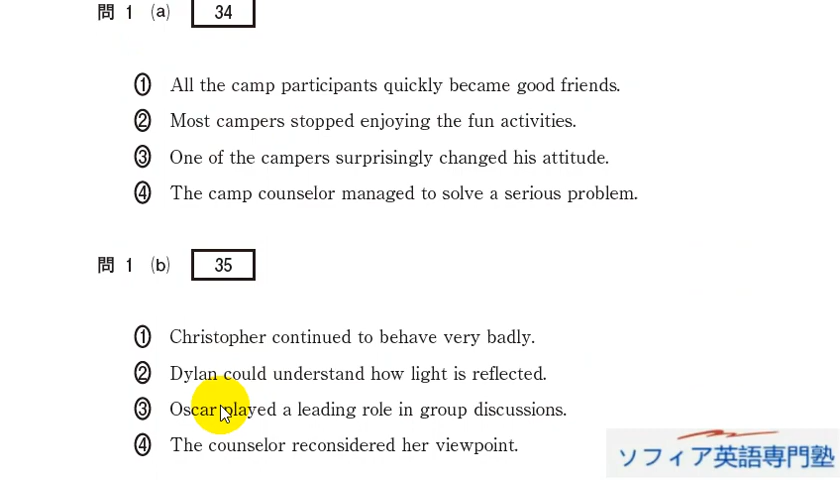 問 1 (a) 34
① All the camp participants quickly became good friends.
② Most campers stopped enjoying the fun activities.
③ One of the campers surprisingly changed his attitude.
④ The camp counselor managed to solve a serious problem.
問 1 (b) 35
① Christopher continued to behave very badly.
② Dylan could understand how light is reflected.
③ Oscar played a leading role in group discussions.
④ The counselor reconsidered her viewpoint.
ソフィア英語専門塾